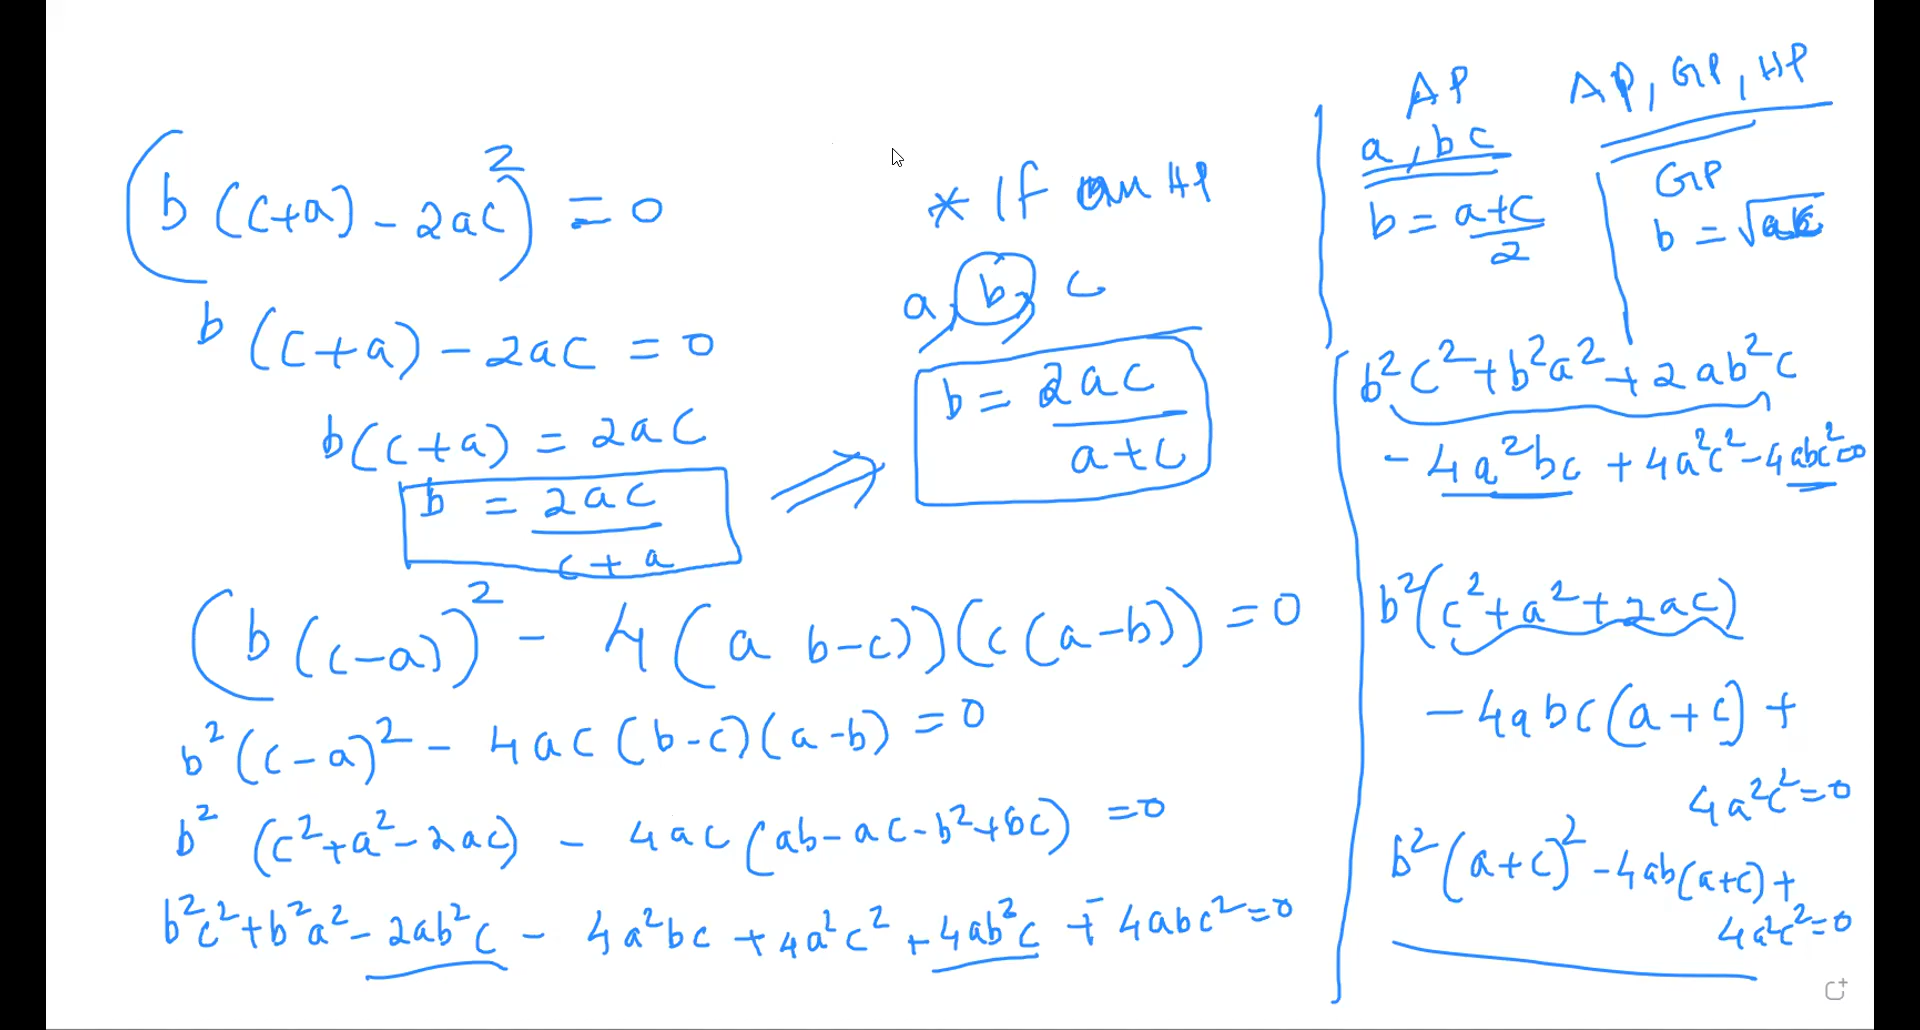 (b (c+a) - 2ac)² = 0
b (c+a) - 2ac = 0
b(c+a) = 2ac
b = 2ac / c+a
⟹
* If HP
a, b, c
b = 2ac / a+c
AP
a, bc
b = a+c / 2
AP, GP, HP
GP
b = √
(b (c-a))² - 4 (a b-c))(c (a-b)) = 0
b² (c-a)² - 4ac (b-c)(a-b) = 0
b² (c²+a²-2ac) - 4ac (ab-ac-b²+bc) = 0
b²c²+b²a²-2ab²c - 4a²bc + 4a²c² + 4ab²c - 4abc² = 0
b²c²+b²a²+2ab²c
- 4a²bc + 4a²c² - 4abc² = 0
b²(c²+a²+2ac)
- 4abc(a+c) +
4a²c² = 0
b²(a+c)² - 4ab(a+c) +
4a²c² = 0